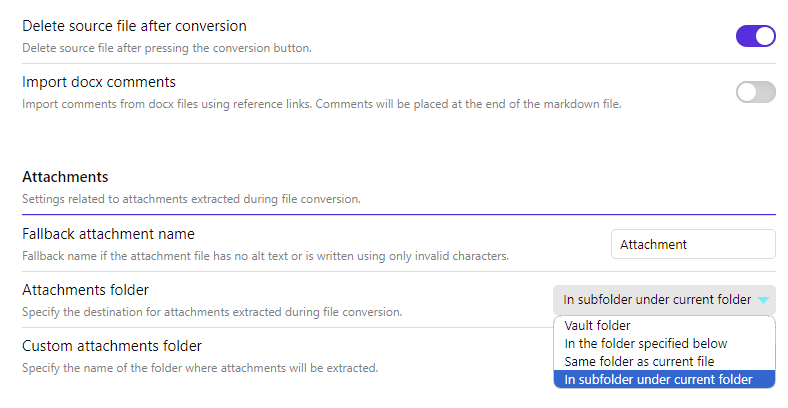 Delete source file after conversion
Delete source file after pressing the conversion button.
Import docx comments
Import comments from docx files using reference links. Comments will be placed at the end of the markdown file.
Attachments
Settings related to attachments extracted during file conversion.
Fallback attachment name
Fallback name if the attachment file has no alt text or is written using only invalid characters.
Attachment
Attachments folder
Specify the destination for attachments extracted during file conversion.
In subfolder under current folder
Vault folder
In the folder specified below
Same folder as current file
In subfolder under current folder
Custom attachments folder
Specify the name of the folder where attachments will be extracted.